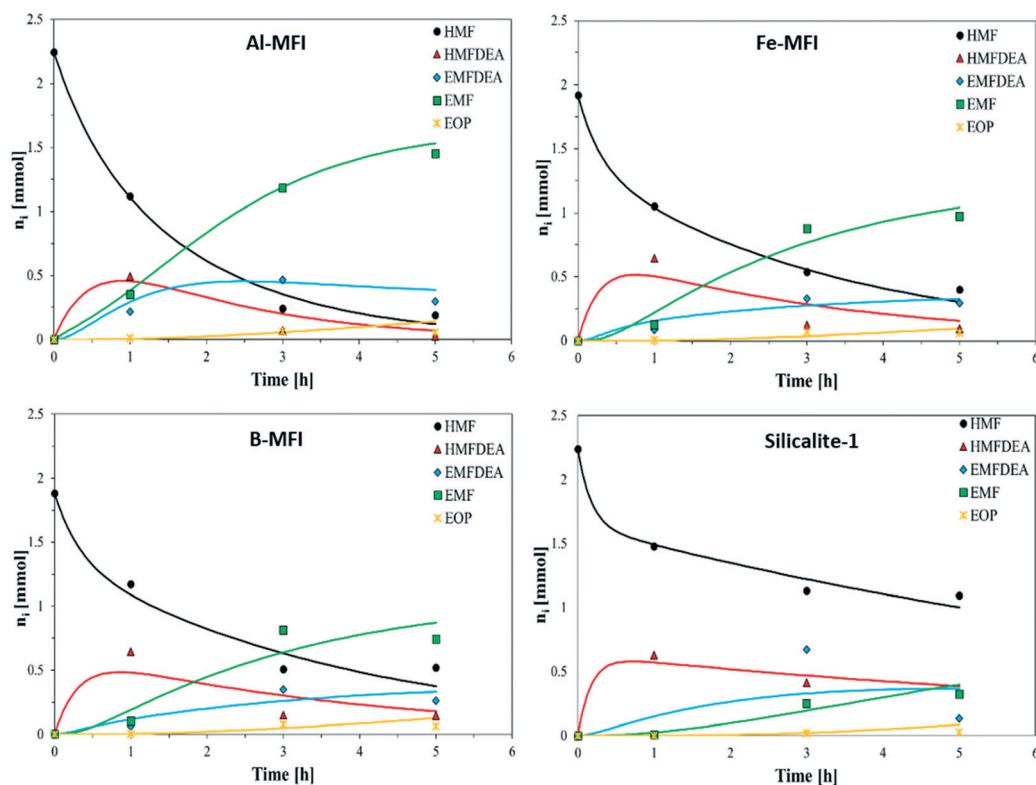 Al-MFI
HMF
HMFDEA
EMFDEA
EMF
EOP
2.5
2
1.5
1
0.5
0
n_i [mmol]
0 1 2 3 4 5 6
Time [h]
Fe-MFI
HMF
HMFDEA
EMFDEA
EMF
EOP
2.5
2
1.5
1
0.5
0
n_i [mmol]
0 1 2 3 4 5 6
Time [h]
B-MFI
HMF
HMFDEA
EMFDEA
EMF
EOP
2.5
2
1.5
1
0.5
0
n_i [mmol]
0 1 2 3 4 5 6
Time [h]
Silicalite-1
HMF
HMFDEA
EMFDEA
EMF
EOP
2.5
2
1.5
1
0.5
0
n_i [mmol]
0 1 2 3 4 5 6
Time [h]